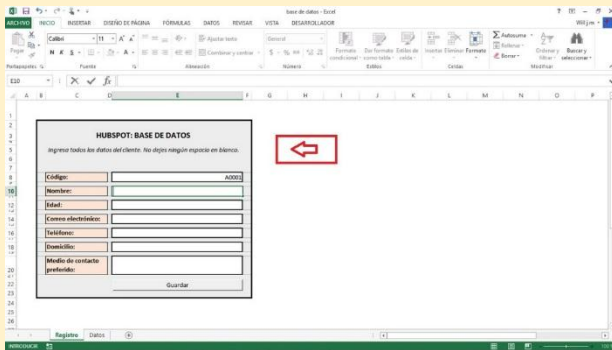 base de datos - Excel
ARCHIVO INICIO INSERTAR DISEÑO DE PÁGINA FÓRMULAS DATOS REVISAR VISTA DESARROLLADOR
Calibri 11 Ajustar texto General Autosuma
Pegar N K S Combinar y centrar Formato condicional Dar formato como tabla Estilos de celda Insertar Eliminar Formato Rellenar Borrar Ordenar y filtrar Buscar y seleccionar
Portapapeles Fuente Alineación Número Estilos Celdas Modificar
E10 fx
A B C D E F G H I J K L M N O
HUBSPOT: BASE DE DATOS
Ingresa todos los datos del cliente. No dejes ningún espacio en blanco.
Código: A0001
Nombre:
Edad:
Correo electrónico:
Teléfono:
Domicilio:
Medio de contacto
preferido:
Guardar
Registro Datos
INTRODUCIR